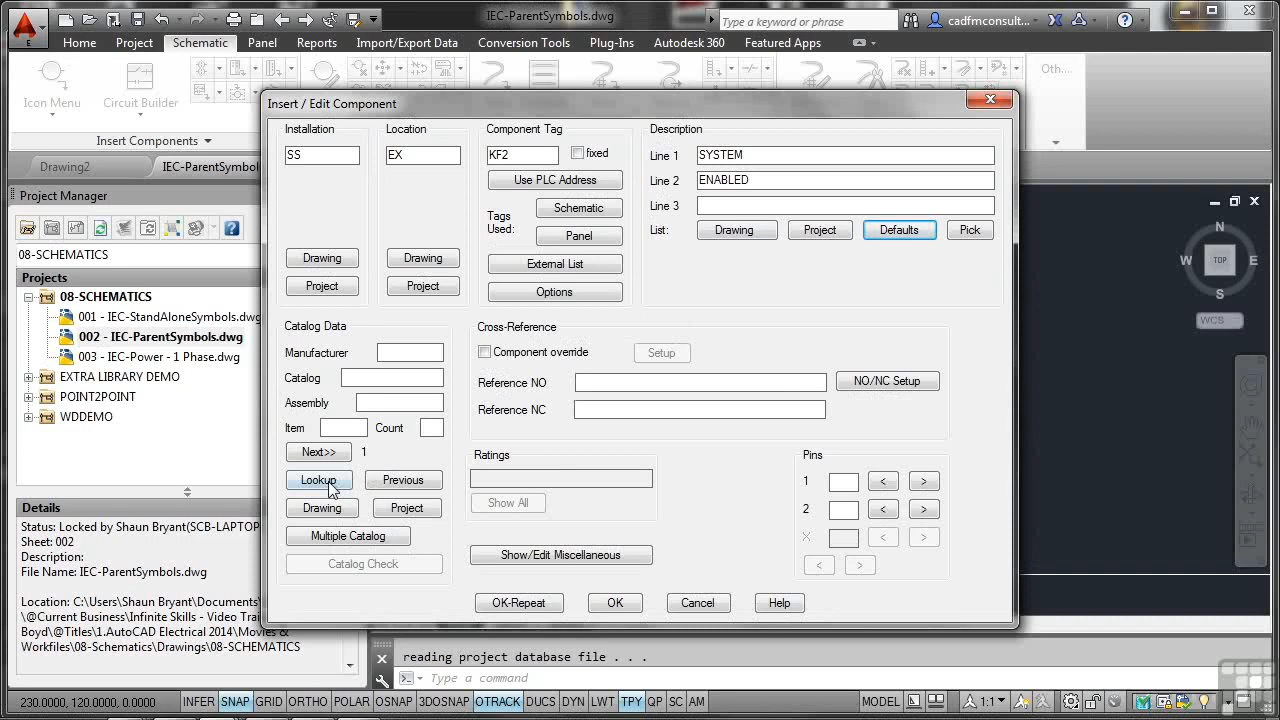 IEC-ParentSymbols.dwg
Type a keyword or phrase
cadfmconsult...
Home Project Schematic Panel Reports Import/Export Data Conversion Tools Plug-Ins Autodesk 360 Featured Apps
Icon Menu
Circuit Builder
Oth...
Insert Components
Drawing2
IEC-ParentSymbol
Project Manager
08-SCHEMATICS
Projects
08-SCHEMATICS
001 - IEC-StandAloneSymbols.dwg
002 - IEC-ParentSymbols.dwg
003 - IEC-Power - 1 Phase.dwg
EXTRA LIBRARY DEMO
POINT2POINT
WDDEMO
Details
Status: Locked by Shaun Bryant(SCB-LAPTOP
Sheet: 002
Description:
File Name: IEC-ParentSymbols.dwg
Location: C:\Users\Shaun Bryant\Documents\
\@Current Business\Infinite Skills - Video Trai
Boyd\@Titles\1.AutoCAD Electrical 2014\Movies &
Workfiles\08-Schematics\Drawings\08-SCHEMATICS
Insert / Edit Component
Installation
SS
Drawing
Project
Location
EX
Drawing
Project
Component Tag
KF2
fixed
Use PLC Address
Tags
Used:
Schematic
Panel
External List
Options
Description
Line 1 SYSTEM
Line 2 ENABLED
Line 3
List: Drawing Project Defaults Pick
Catalog Data
Manufacturer
Catalog
Assembly
Item Count
Next>> 1
Lookup Previous
Drawing Project
Multiple Catalog
Catalog Check
Cross-Reference
Component override Setup
Reference NO
NO/NC Setup
Reference NC
Ratings
Show All
Show/Edit Miscellaneous
Pins
1 < >
2 < >
X < >
< >
OK-Repeat OK Cancel Help
N
W TOP E
S
WCS
reading project database file . . .
Type a command
230.0000, 120.0000, 0.0000 INFER SNAP GRID ORTHO POLAR OSNAP 3DOSNAP OTRACK DUCS DYN LWT TPY QP SC AM MODEL 1:1